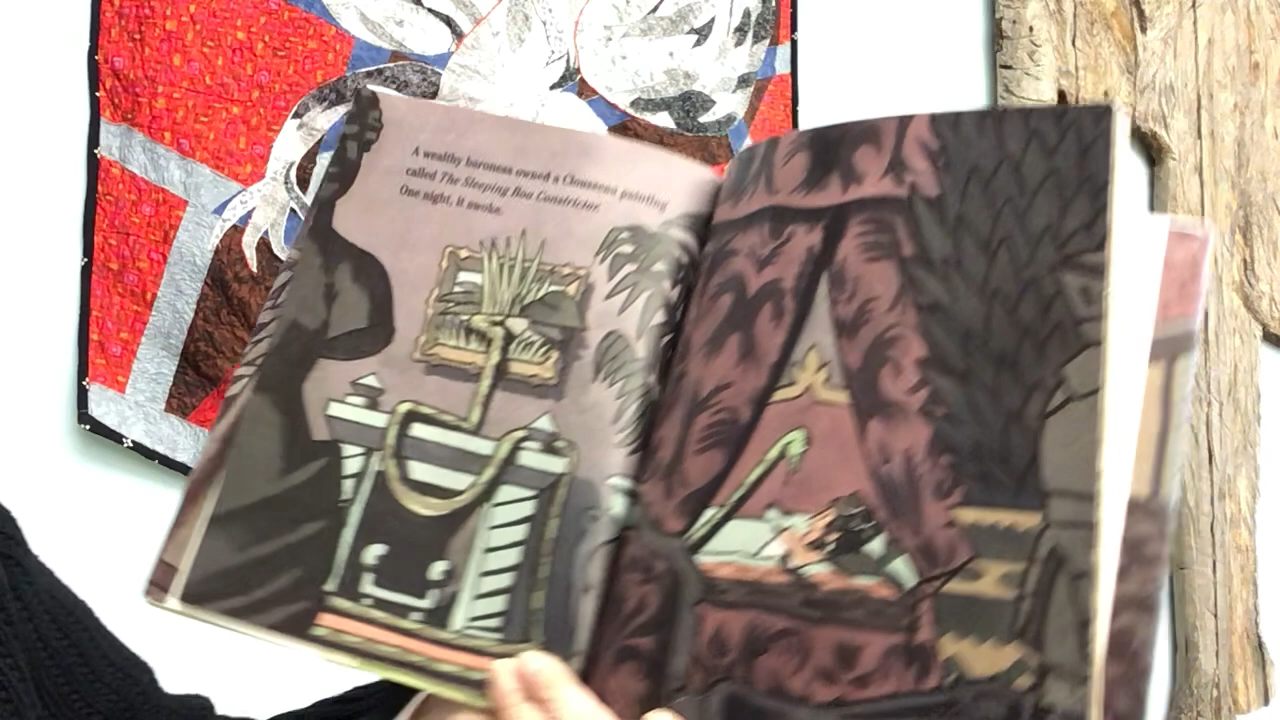 A wealthy baroness owned a Clousseau painting
called The Sleeping Boa Constrictor.
One night, it awoke.